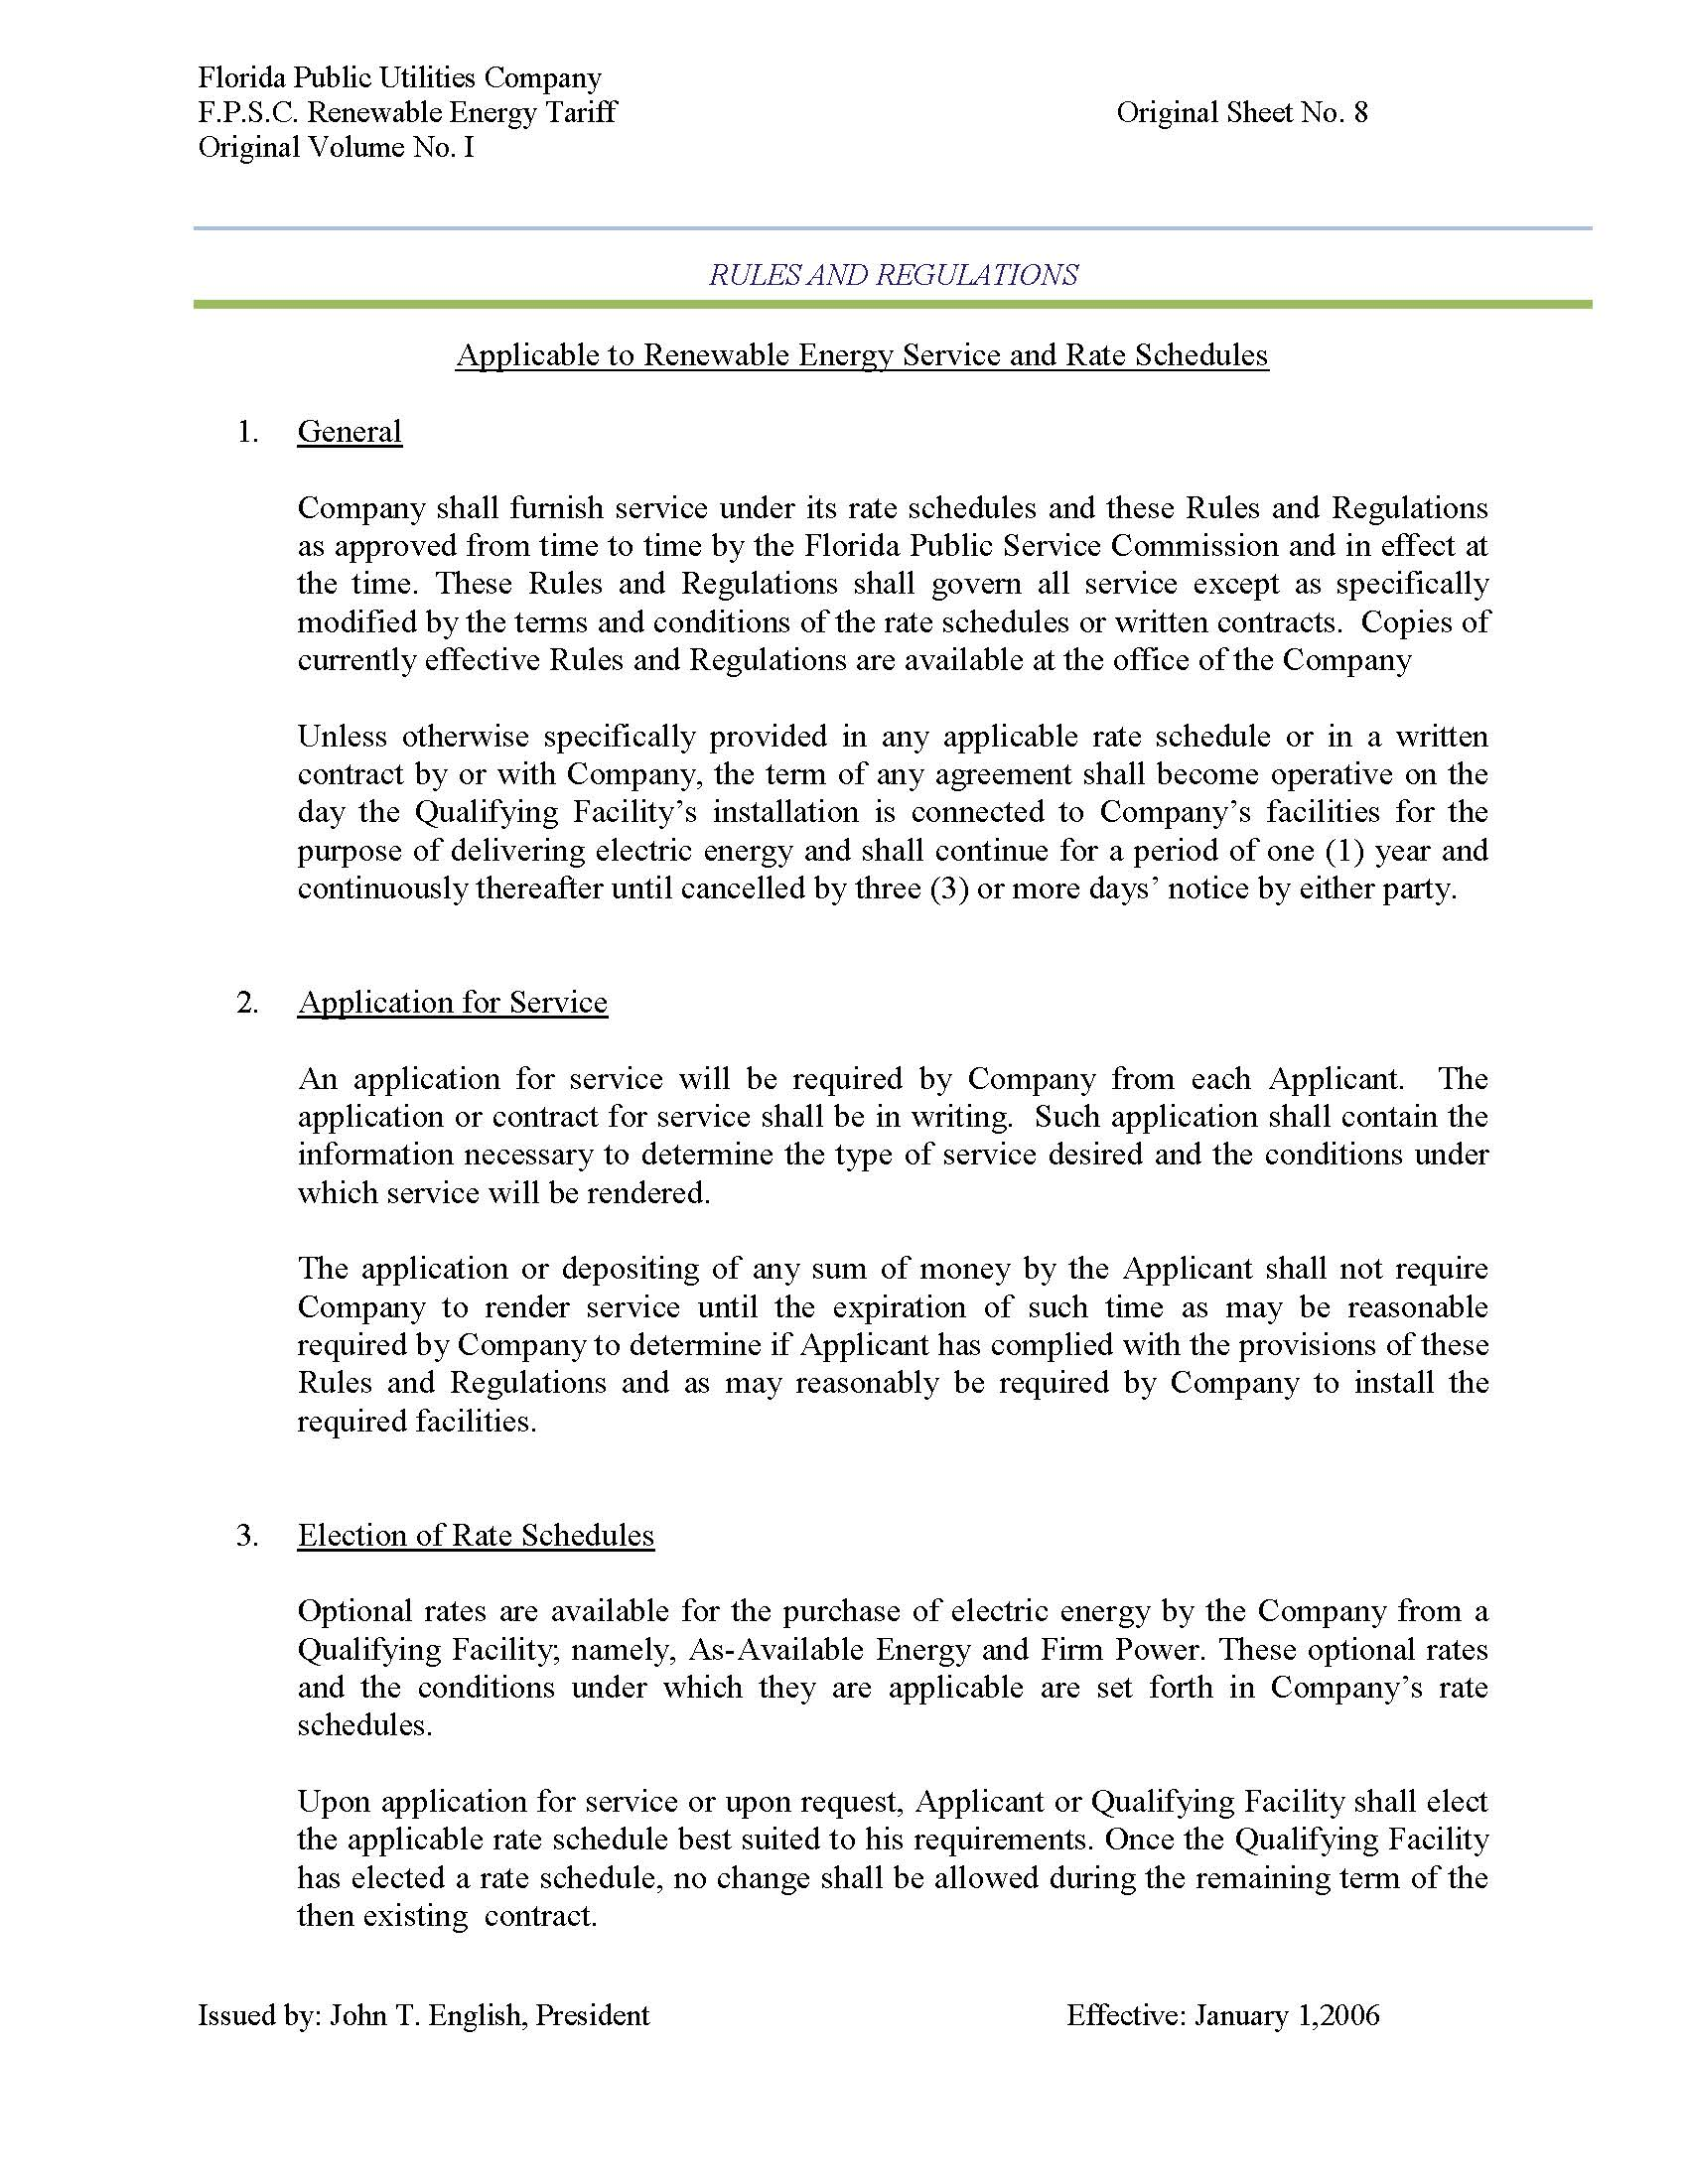 Florida Public Utilities Company
F.P.S.C. Renewable Energy Tariff Original Sheet No. 8
Original Volume No. I
RULES AND REGULATIONS
Applicable to Renewable Energy Service and Rate Schedules
1. General
Company shall furnish service under its rate schedules and these Rules and Regulations
as approved from time to time by the Florida Public Service Commission and in effect at
the time. These Rules and Regulations shall govern all service except as specifically
modified by the terms and conditions of the rate schedules or written contracts. Copies of
currently effective Rules and Regulations are available at the office of the Company
Unless otherwise specifically provided in any applicable rate schedule or in a written
contract by or with Company, the term of any agreement shall become operative on the
day the Qualifying Facility’s installation is connected to Company’s facilities for the
purpose of delivering electric energy and shall continue for a period of one (1) year and
continuously thereafter until cancelled by three (3) or more days’ notice by either party.
2. Application for Service
An application for service will be required by Company from each Applicant. The
application or contract for service shall be in writing. Such application shall contain the
information necessary to determine the type of service desired and the conditions under
which service will be rendered.
The application or depositing of any sum of money by the Applicant shall not require
Company to render service until the expiration of such time as may be reasonable
required by Company to determine if Applicant has complied with the provisions of these
Rules and Regulations and as may reasonably be required by Company to install the
required facilities.
3. Election of Rate Schedules
Optional rates are available for the purchase of electric energy by the Company from a
Qualifying Facility; namely, As-Available Energy and Firm Power. These optional rates
and the conditions under which they are applicable are set forth in Company’s rate
schedules.
Upon application for service or upon request, Applicant or Qualifying Facility shall elect
the applicable rate schedule best suited to his requirements. Once the Qualifying Facility
has elected a rate schedule, no change shall be allowed during the remaining term of the
then existing contract.
Issued by: John T. English, President Effective: January 1,2006